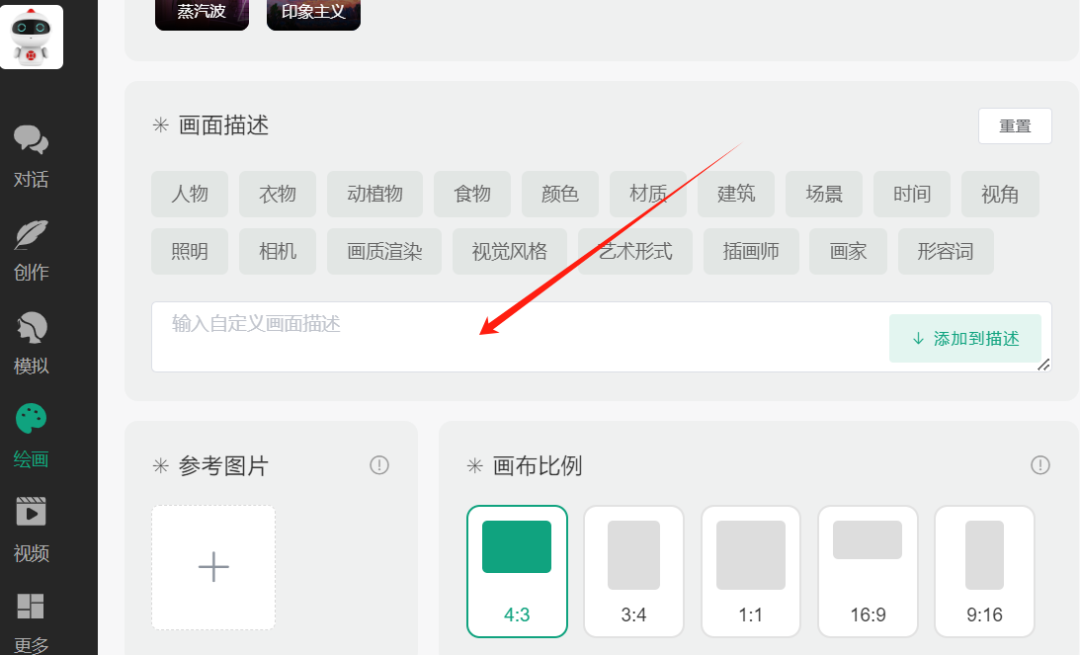 蒸汽波 印象主义
画面描述 重置
人物 衣物 动植物 食物 颜色 材质 建筑 场景 时间 视角
照明 相机 画质渲染 视觉风格 艺术形式 插画师 画家 形容词
输入自定义画面描述
添加到描述
参考图片
画布比例
4:3 3:4 1:1 16:9 9:16
对话
创作
模拟
绘画
视频
更多